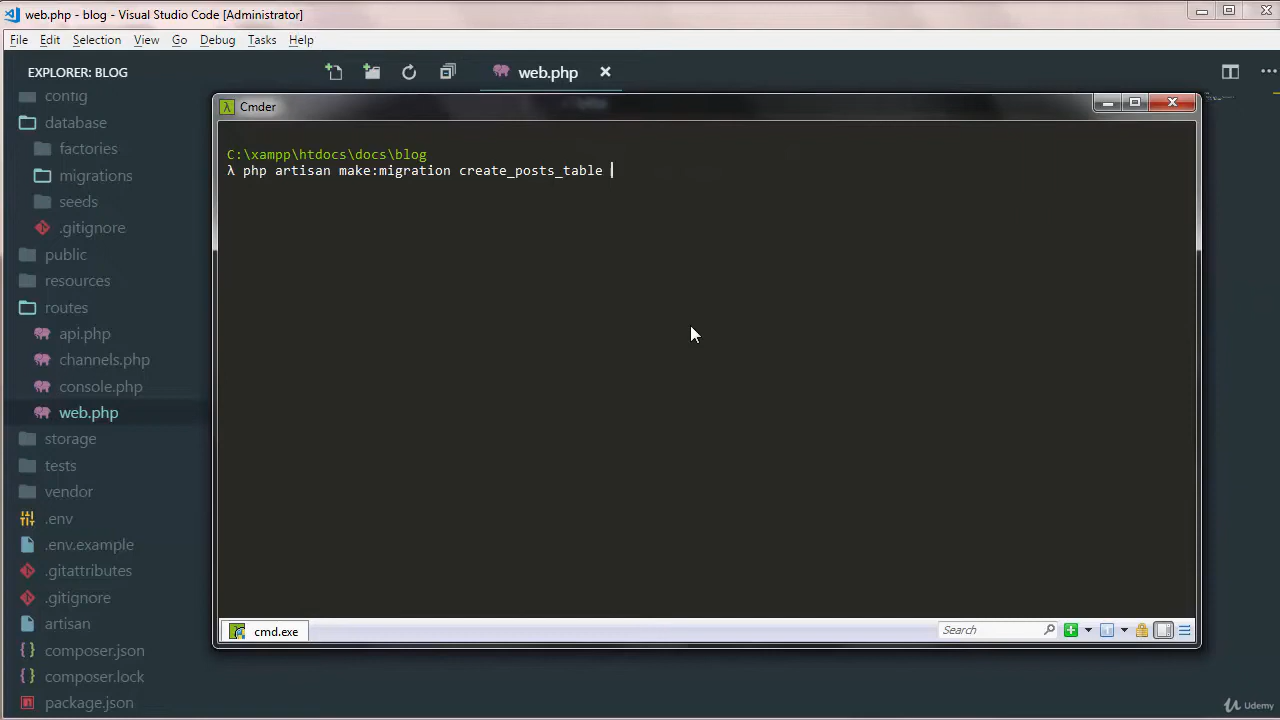 web.php - blog - Visual Studio Code [Administrator]
File Edit Selection View Go Debug Tasks Help
EXPLORER: BLOG
web.php
config
database
factories
migrations
seeds
.gitignore
public
resources
routes
api.php
channels.php
console.php
web.php
storage
tests
vendor
.env
.env.example
.gitattributes
.gitignore
artisan
composer.json
composer.lock
package.json
λ Cmder
C:\xampp\htdocs\docs\blog
λ php artisan make:migration create_posts_table
cmd.exe
Search
Udemy